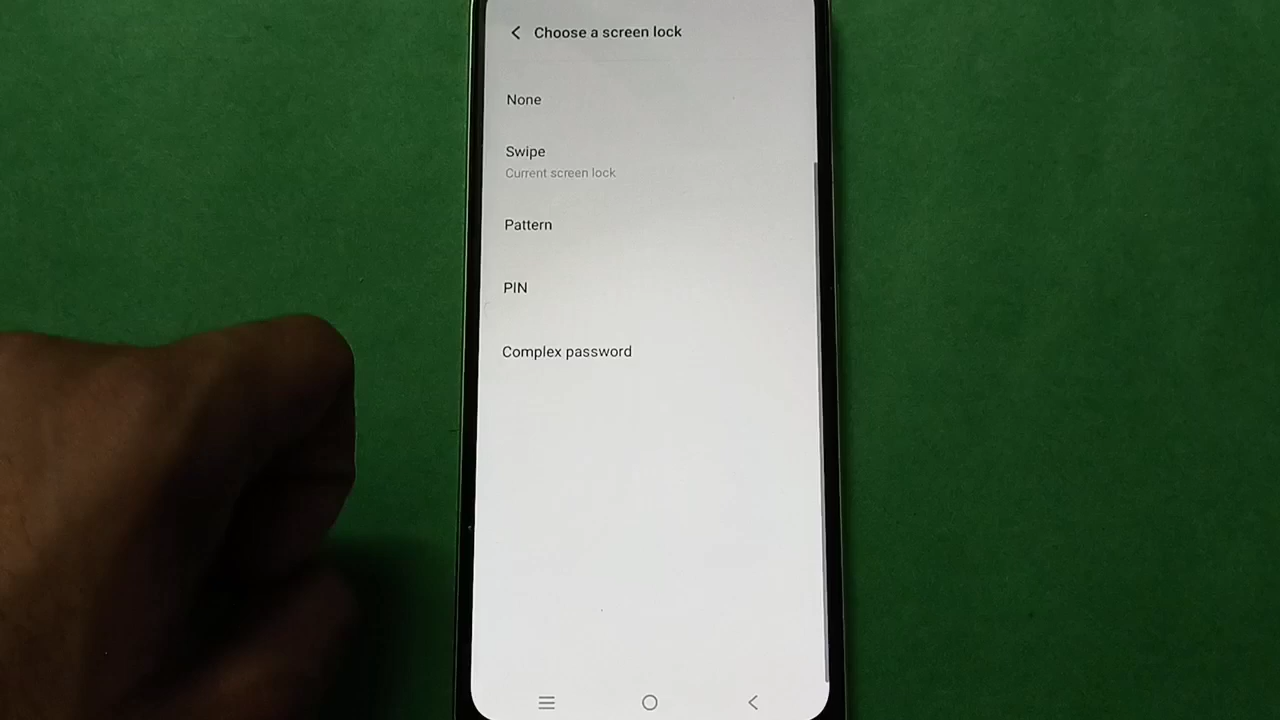 Choose a screen lock
None
Swipe
Current screen lock
Pattern
PIN
Complex password